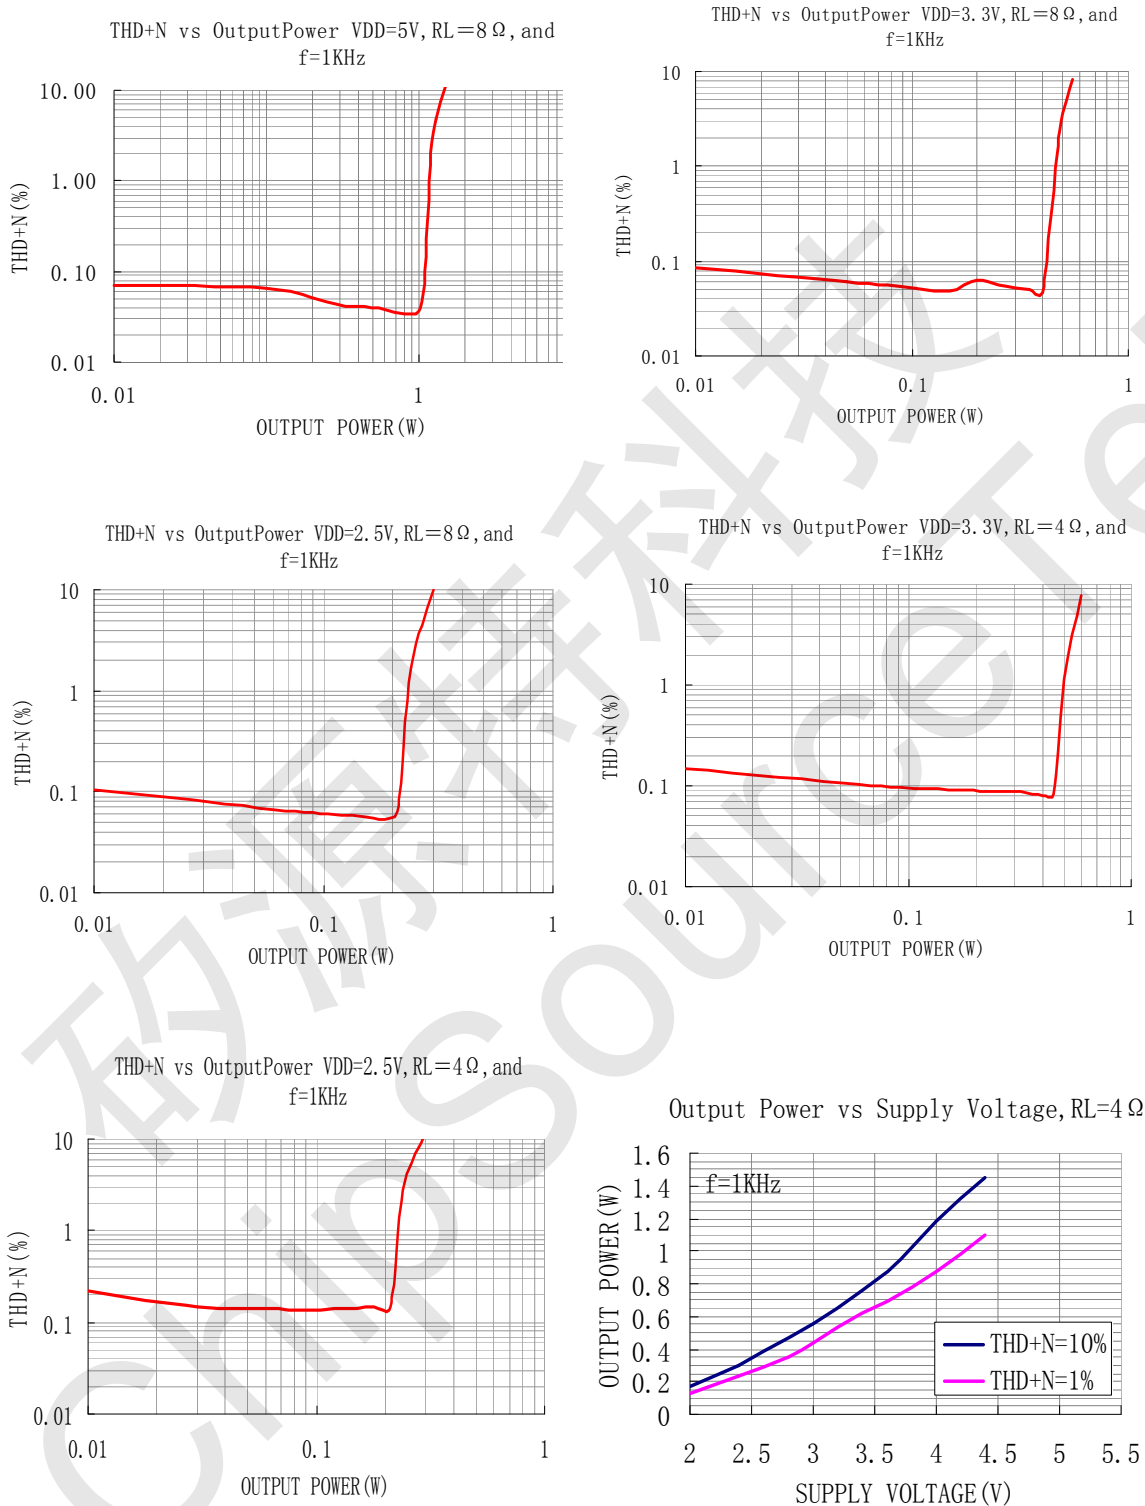 THD+N vs OutputPower VDD=5V,RL=8Ω,and
f=1KHz
10.00
1.00
0.10
0.01
THD+N(%)
0.01
1
OUTPUT POWER(W)
THD+N vs OutputPower VDD=3.3V,RL=8Ω,and
f=1KHz
10
1
0.1
0.01
THD+N(%)
0.01
0.1
1
OUTPUT POWER(W)
THD+N vs OutputPower VDD=2.5V,RL=8Ω,and
f=1KHz
10
1
0.1
0.01
THD+N(%)
0.01
0.1
1
OUTPUT POWER(W)
THD+N vs OutputPower VDD=3.3V,RL=4Ω,and
f=1KHz
10
1
0.1
0.01
THD+N(%)
0.01
0.1
1
OUTPUT POWER(W)
THD+N vs OutputPower VDD=2.5V,RL=4Ω,and
f=1KHz
10
1
0.1
0.01
THD+N(%)
0.01
0.1
1
OUTPUT POWER(W)
Output Power vs Supply Voltage,RL=4Ω
f=1KHz
1.6
1.4
1.2
1
0.8
0.6
0.4
0.2
0
OUTPUT POWER(W)
THD+N=10%
THD+N=1%
2 2.5 3 3.5 4 4.5 5 5.5
SUPPLY VOLTAGE(V)
矽源特科技
ChipSource Te